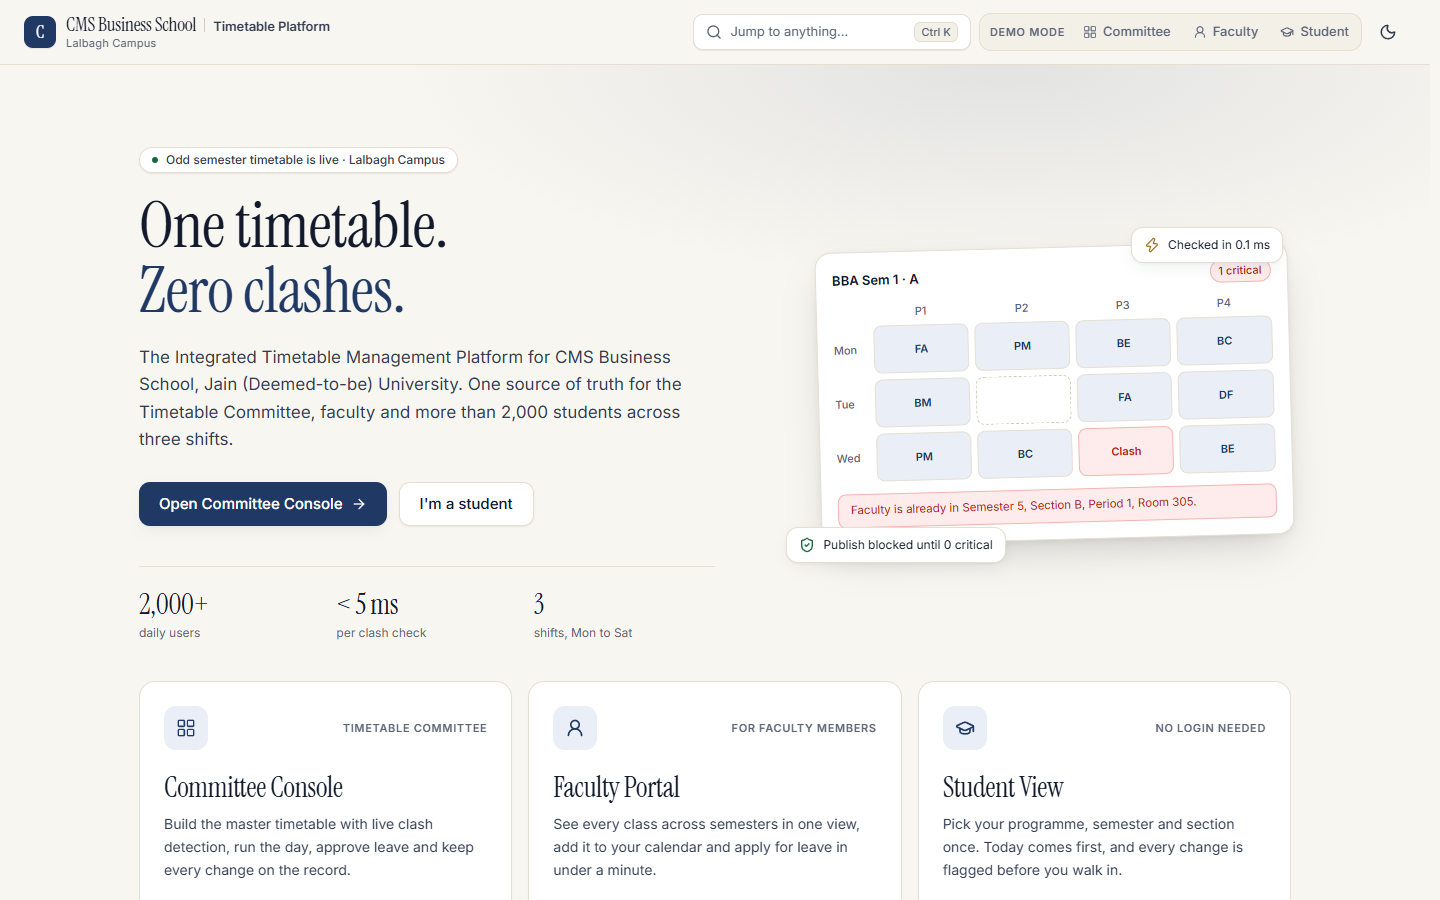 C
CMS Business School
Timetable Platform
Lalbagh Campus
Jump to anything...
Ctrl K
DEMO MODE
Committee
Faculty
Student
Odd semester timetable is live · Lalbagh Campus
One timetable.
Zero clashes.
The Integrated Timetable Management Platform for CMS Business
School, Jain (Deemed-to-be) University. One source of truth for the
Timetable Committee, faculty and more than 2,000 students across
three shifts.
Open Committee Console
I'm a student
2,000+
daily users
< 5 ms
per clash check
3
shifts, Mon to Sat
Checked in 0.1 ms
BBA Sem 1 · A
1 critical
P1 P2 P3 P4
Mon FA PM BE BC
Tue BM FA DF
Wed PM BC Clash BE
Faculty is already in Semester 5, Section B, Period 1, Room 305.
Publish blocked until 0 critical
TIMETABLE COMMITTEE
Committee Console
Build the master timetable with live clash
detection, run the day, approve leave and keep
every change on the record.
FOR FACULTY MEMBERS
Faculty Portal
See every class across semesters in one view,
add it to your calendar and apply for leave in
under a minute.
NO LOGIN NEEDED
Student View
Pick your programme, semester and section
once. Today comes first, and every change is
flagged before you walk in.